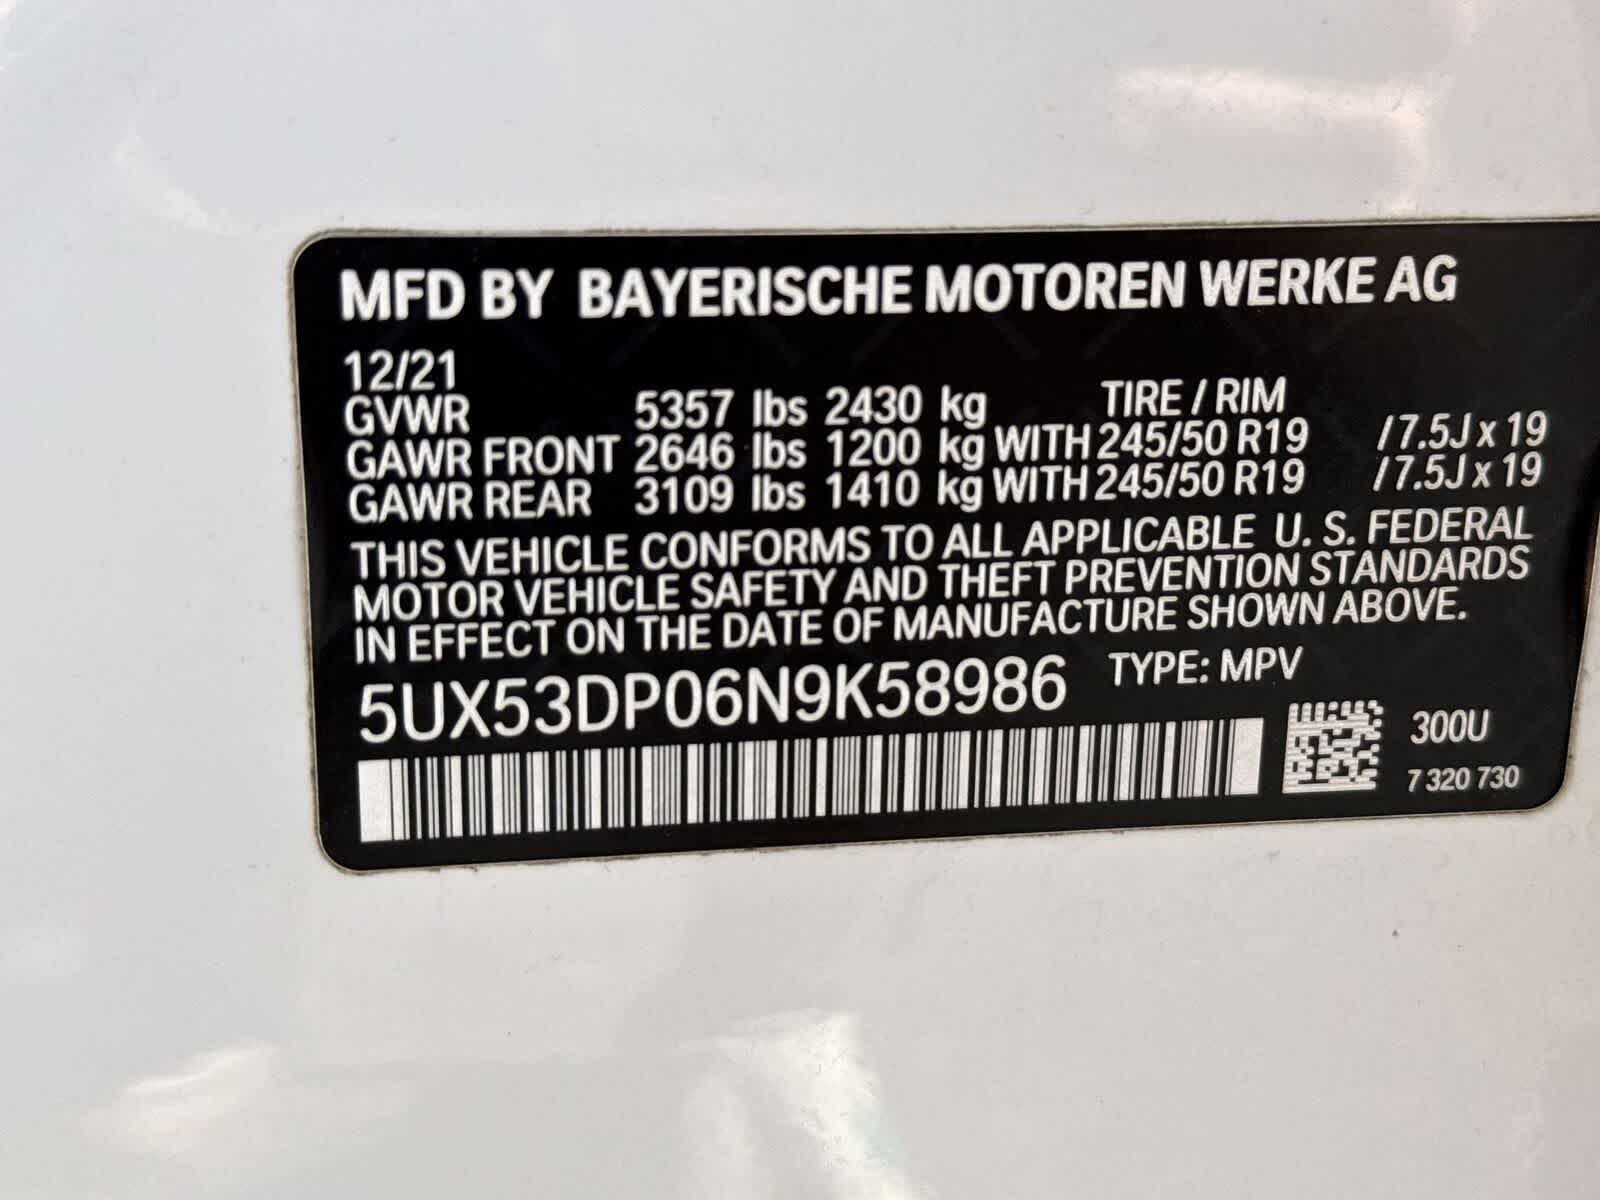 MFD BY BAYERISCHE MOTOREN WERKE AG
12/21
GVWR 5357 lbs 2430 kg TIRE / RIM
GAWR FRONT 2646 lbs 1200 kg WITH 245/50 R19 / 7.5J x 19
GAWR REAR 3109 lbs 1410 kg WITH 245/50 R19 / 7.5J x 19
THIS VEHICLE CONFORMS TO ALL APPLICABLE U. S. FEDERAL
MOTOR VEHICLE SAFETY AND THEFT PREVENTION STANDARDS
IN EFFECT ON THE DATE OF MANUFACTURE SHOWN ABOVE.
5UX53DP06N9K58986 TYPE: MPV
300U
7 320 730